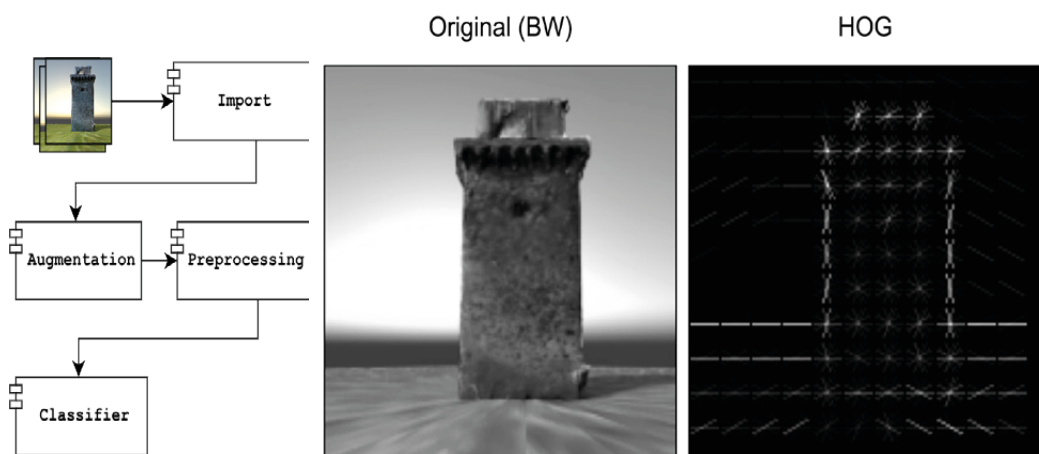 Original (BW)
HOG
Import
Augmentation
Preprocessing
Classifier